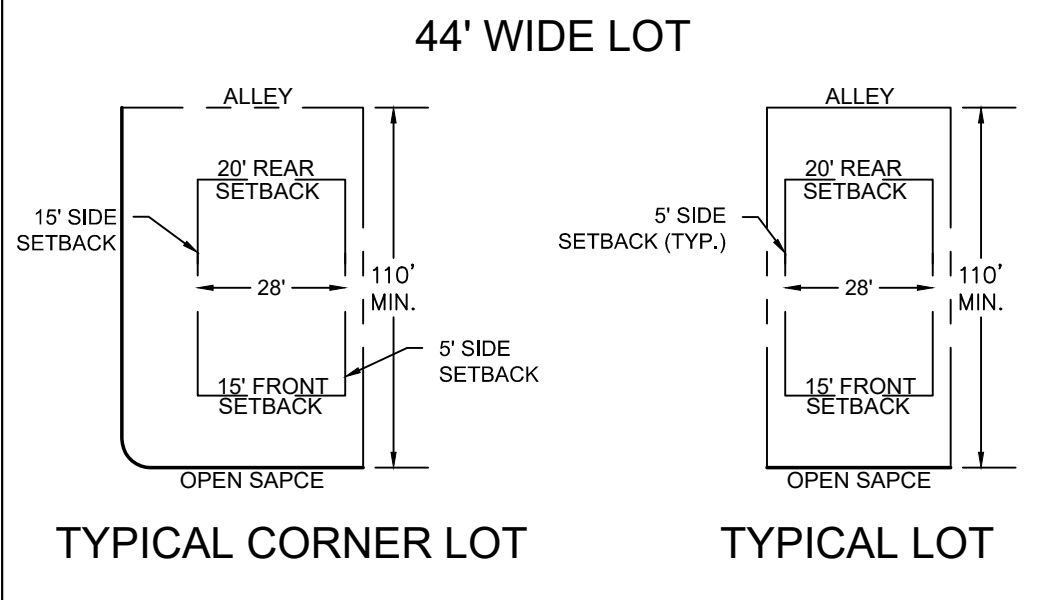 44' WIDE LOT
ALLEY
20' REAR
SETBACK
15' SIDE
SETBACK
28'
110'
MIN.
5' SIDE
SETBACK
15' FRONT
SETBACK
OPEN SAPCE
TYPICAL CORNER LOT
ALLEY
20' REAR
SETBACK
5' SIDE
SETBACK (TYP.)
28'
110'
MIN.
15' FRONT
SETBACK
OPEN SAPCE
TYPICAL LOT